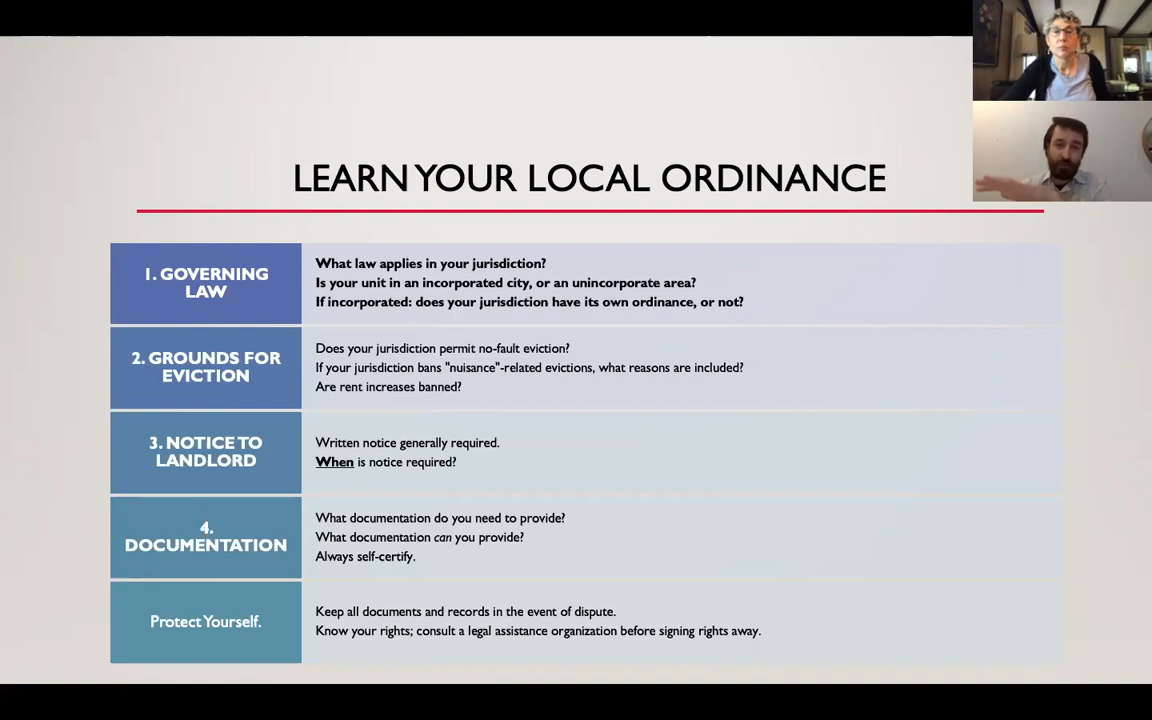 LEARN YOUR LOCAL ORDINANCE
1. GOVERNING
LAW
What law applies in your jurisdiction?
Is your unit in an incorporated city, or an unincorporate area?
If incorporated: does your jurisdiction have its own ordinance, or not?
2. GROUNDS FOR
EVICTION
Does your jurisdiction permit no-fault eviction?
If your jurisdiction bans "nuisance"-related evictions, what reasons are included?
Are rent increases banned?
3. NOTICE TO
LANDLORD
Written notice generally required.
When is notice required?
4.
DOCUMENTATION
What documentation do you need to provide?
What documentation can you provide?
Always self-certify.
Protect Yourself.
Keep all documents and records in the event of dispute.
Know your rights; consult a legal assistance organization before signing rights away.